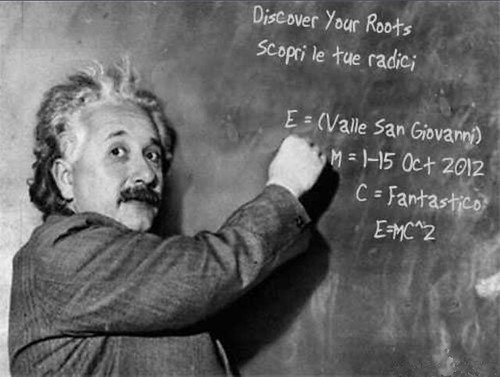 Discover Your Roots
Scopri le tue radici
E = (Valle San Giovanni)
M = 1-15 Oct 2012
C = Fantastico
E=MC^2